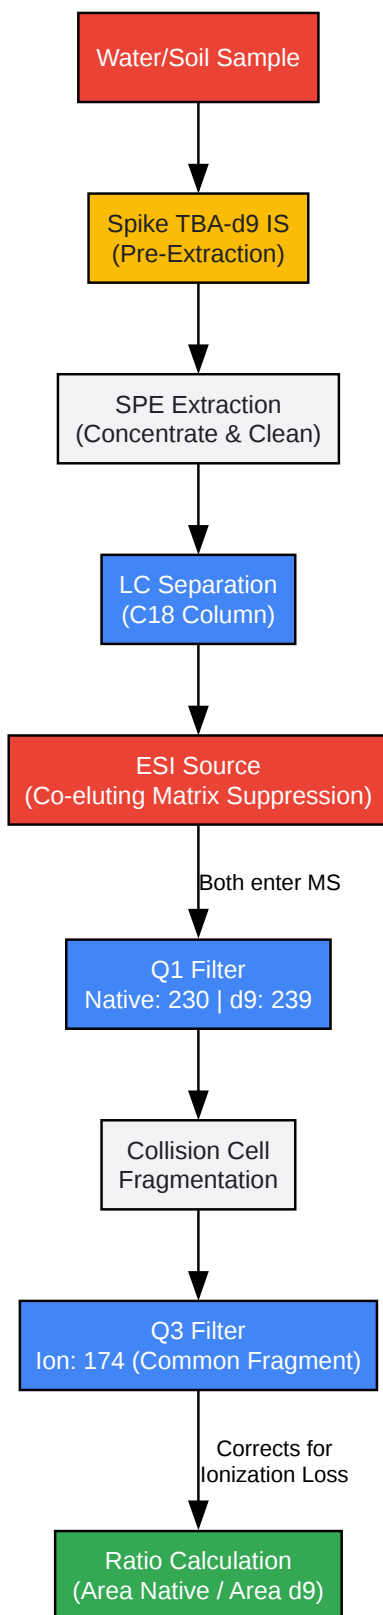 Water/Soil Sample
Spike TBA-d9 IS
(Pre-Extraction)
SPE Extraction
(Concentrate & Clean)
LC Separation
(C18 Column)
ESI Source
(Co-eluting Matrix Suppression)
Both enter MS
Q1 Filter
Native: 230 | d9: 239
Collision Cell
Fragmentation
Q3 Filter
Ion: 174 (Common Fragment)
Corrects for
Ionization Loss
Ratio Calculation
(Area Native / Area d9)